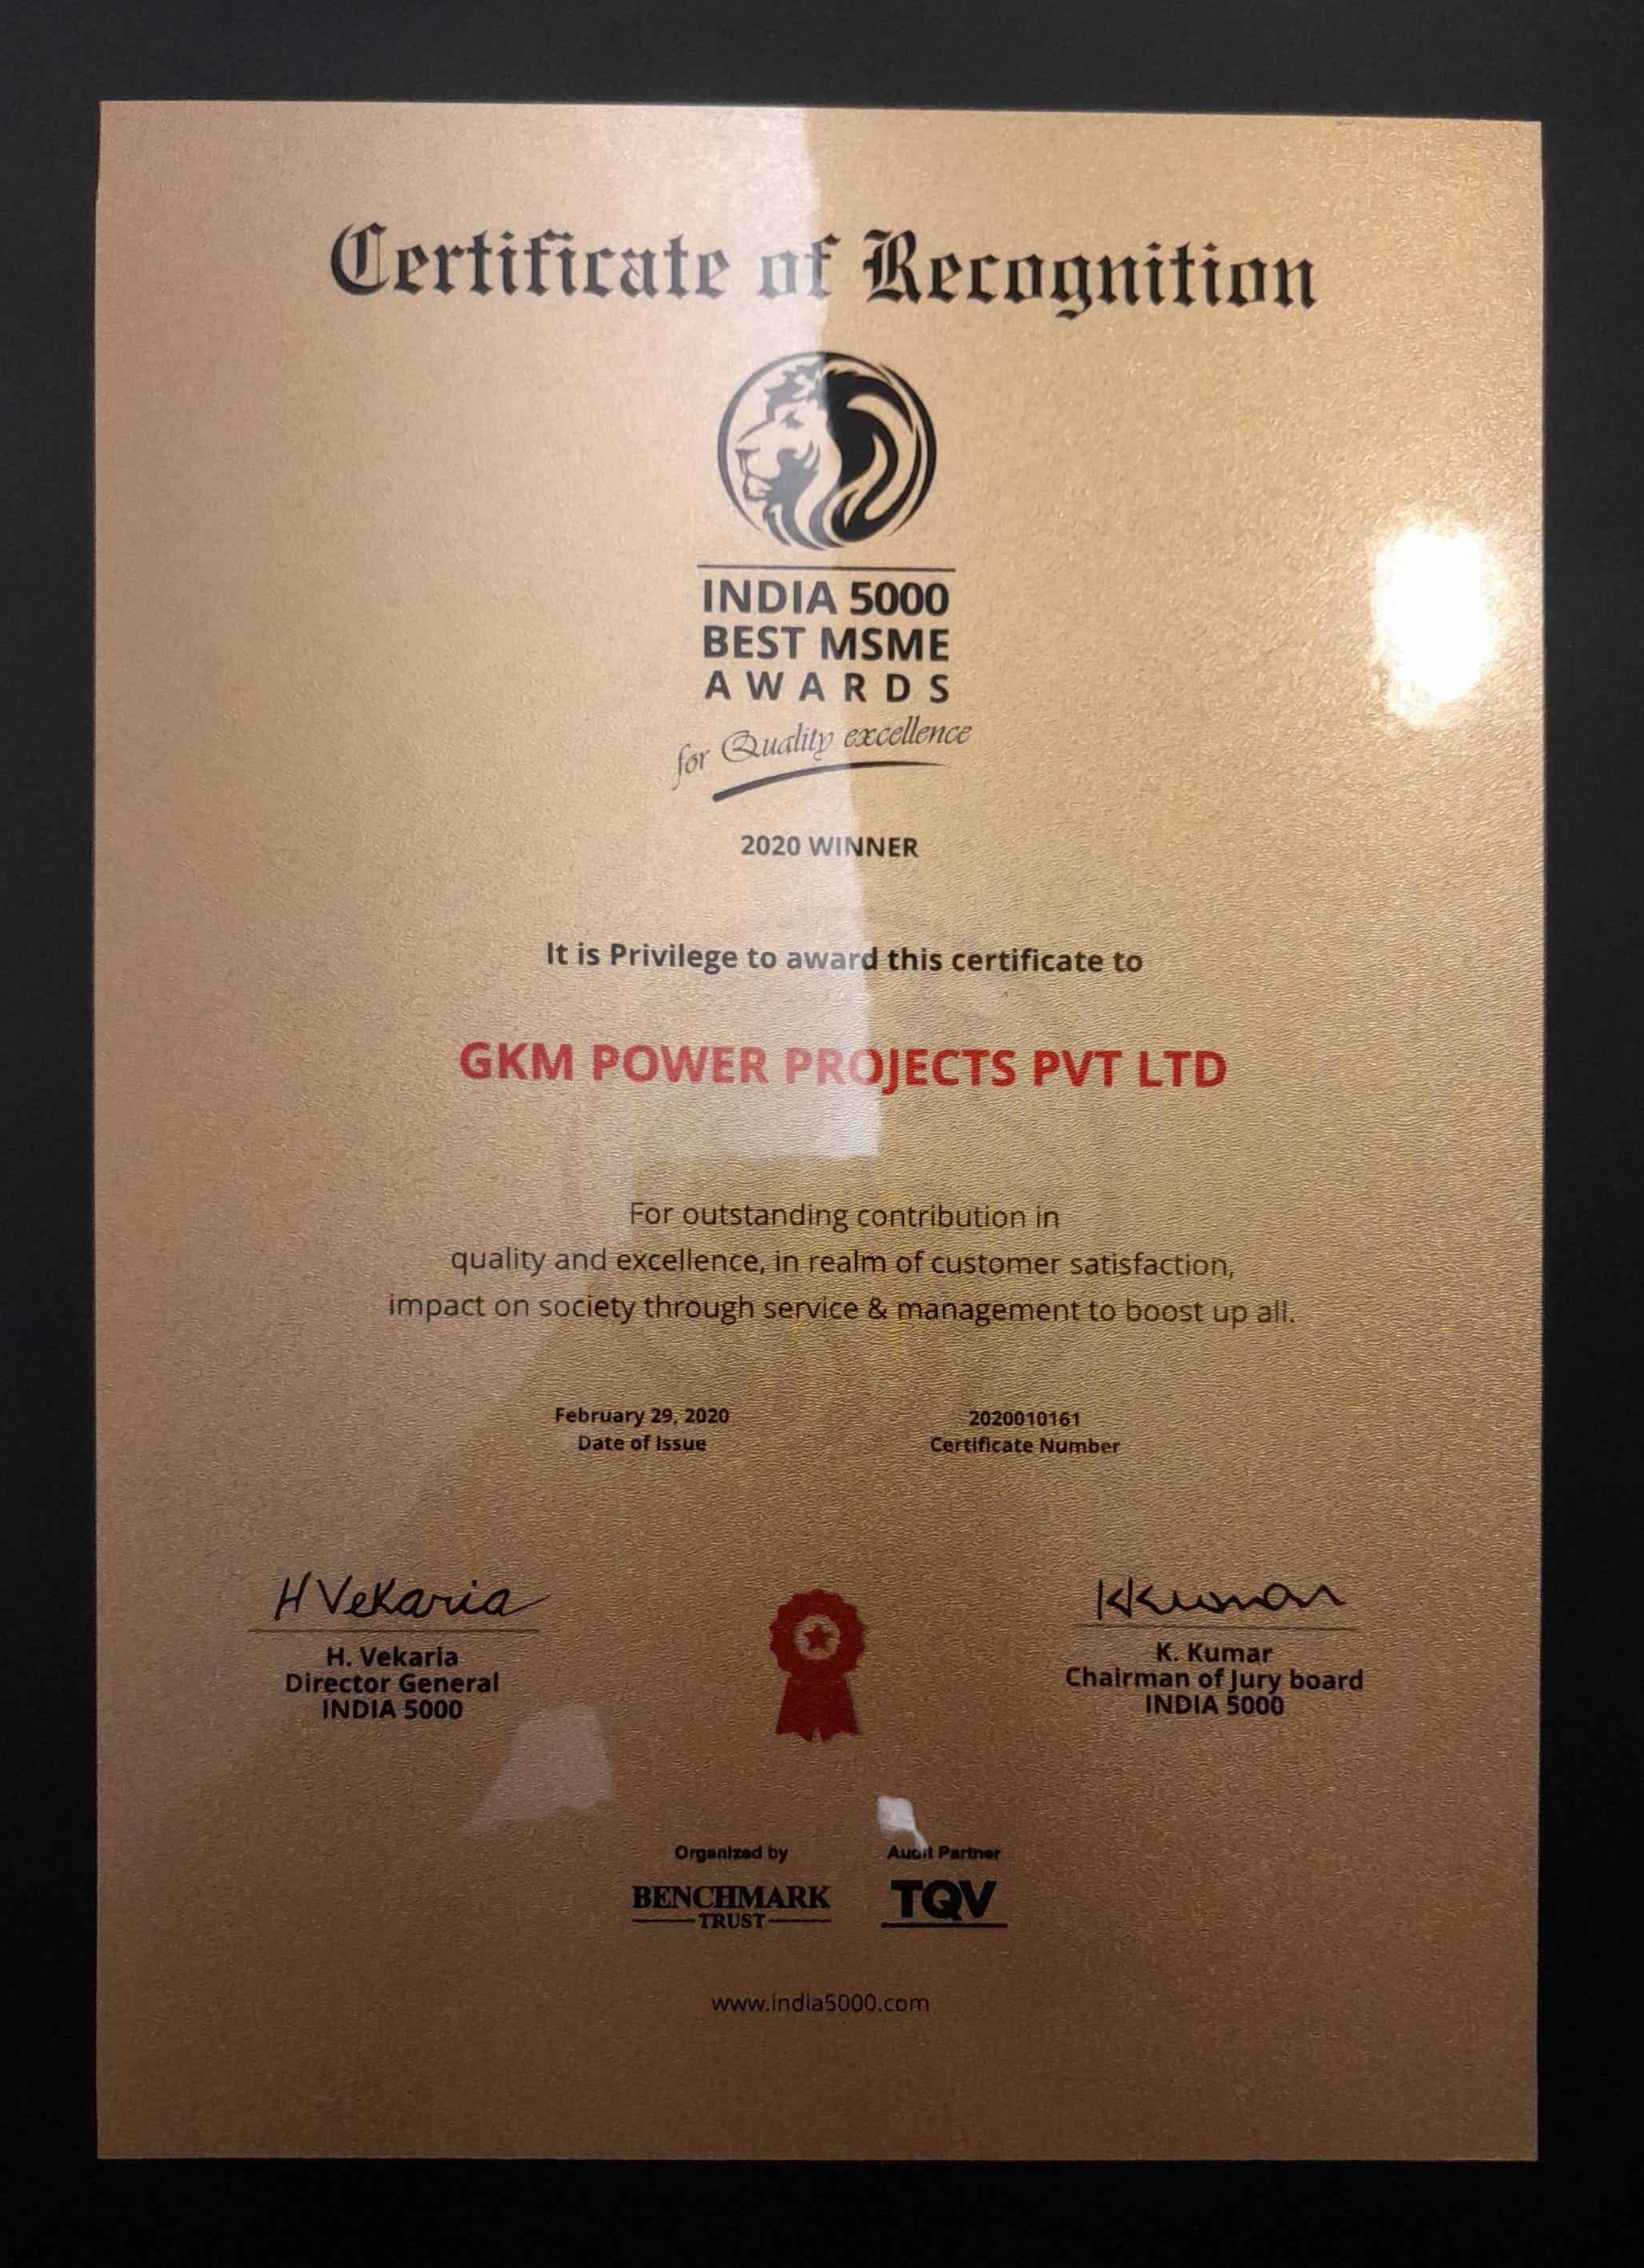 Certificate of Recognition
INDIA 5000
BEST MSME
AWARDS
for Quality excellence
2020 WINNER
It is Privilege to award this certificate to
GKM POWER PROJECTS PVT LTD
For outstanding contribution in
quality and excellence, in realm of customer satisfaction,
impact on society through service & management to boost up all.
February 29, 2020
Date of Issue
2020010161
Certificate Number
H Vekaria
H. Vekaria
Director General
INDIA 5000
KKumar
K. Kumar
Chairman of Jury board
INDIA 5000
Organized by
BENCHMARK
TRUST
Audit Partner
TQV
www.india5000.com